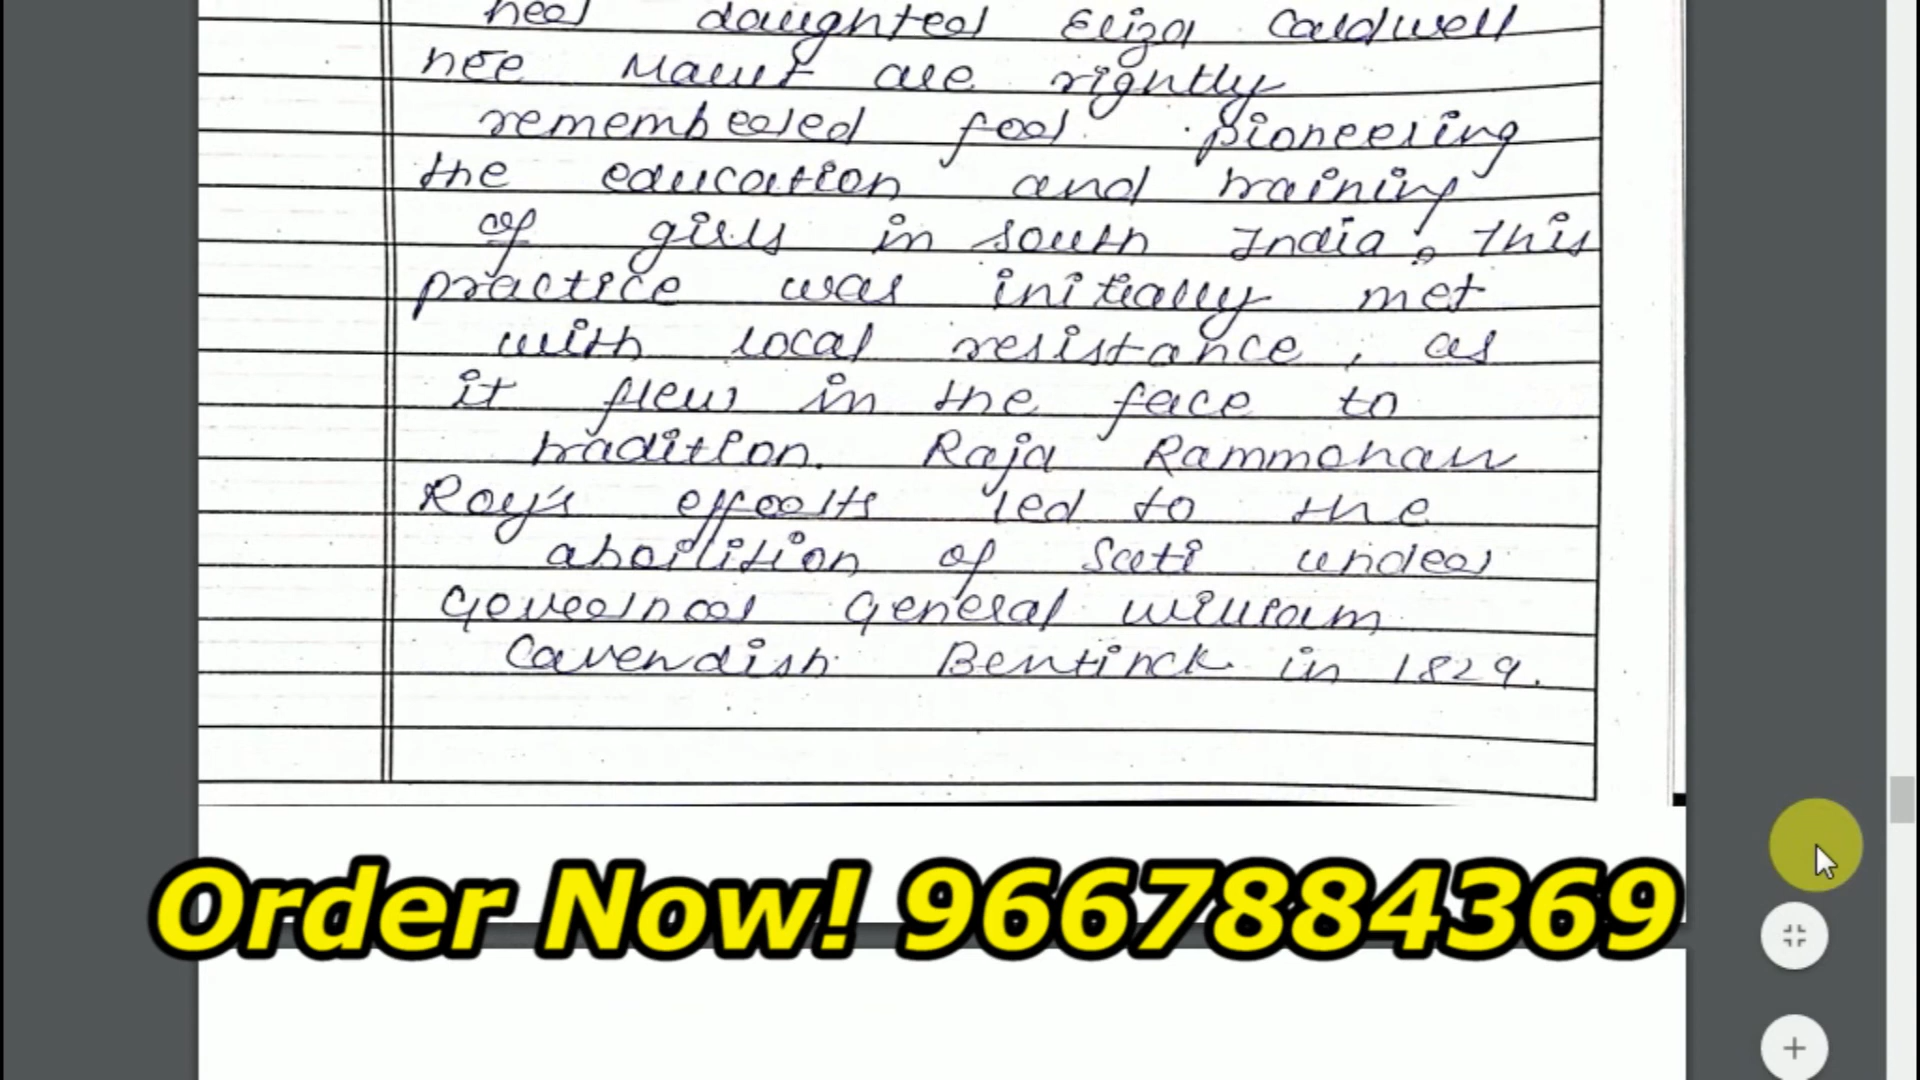 her daughter Eliza Caldwell
nee Mault are rightly
remembered for pioneering
the education and training
of girls in south India. This
practice was initially met
with local resistance, as
it flew in the face to
tradition. Raja Rammohan
Roy's efforts led to the
abolition of Sati under
Governor General William
Cavendish Bentinck in 1829.
Order Now! 9667884369